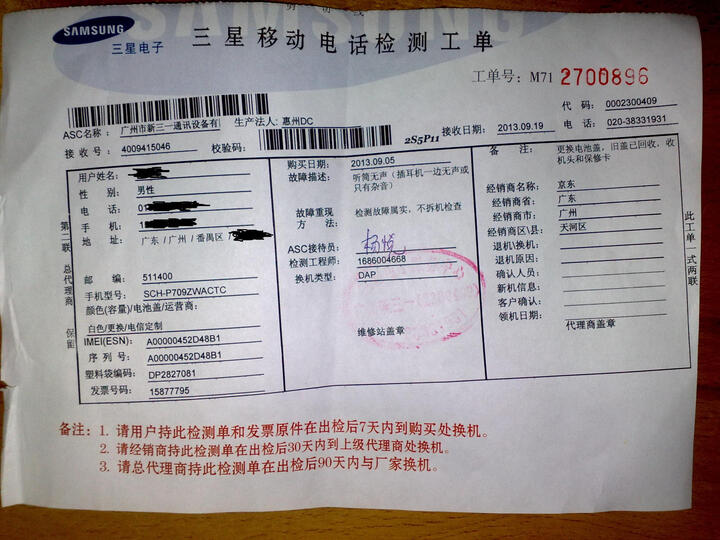 SAMSUNG
SAMSUNG
三星电子
三星移动电话检测工单
工单号: M71 2700896
代 码: 0002300409
ASC名称: 广州市新三一通讯设备有
生产法人: 惠州DC
2S5P11
接收日期: 2013.09.19
电 话: 020-38331931
接 收 号: 4009415046
校验码:
用户姓名:
性 别: 男性
电 话: 0
手 机: 1
地 址: 广东 / 广州 / 番禺区 /
邮 编: 511400
手机型号: SCH-P709ZWACTC
颜色(容量)/电池盖/运营商:
白色/更换/电信定制
IMEI(ESN): A00000452D48B1
序 列 号: A00000452D48B1
塑料袋编码: DP2827081
发票号码: 15877795
购买日期: 2013.09.05
故障描述: 听筒无声（插耳机一边无声或
只有杂音）
故障重现 检测故障属实，不拆机检查
方 法:
ASC接待员: 杨悦
检测工程师: 1686004668
换机类型: DAP
维修站盖章
备 注: 更换电池盖，旧盖已回收，收
机头和保修卡
经销商名称: 京东
经销商省: 广东
经销商市: 广州
经销商区\县: 天河区
退机\换机:
退机原因:
确认人员:
新机信息:
客户确认:
领机日期:
代理商盖章
第二联
总代理商
保留
此工单一式两联
备注: 1. 请用户持此检测单和发票原件在出检后7天内到购买处换机。
2. 请经销商持此检测单在出检后30天内到上级代理商处换机。
3. 请总代理商持此检测单在出检后90天内与厂家换机。